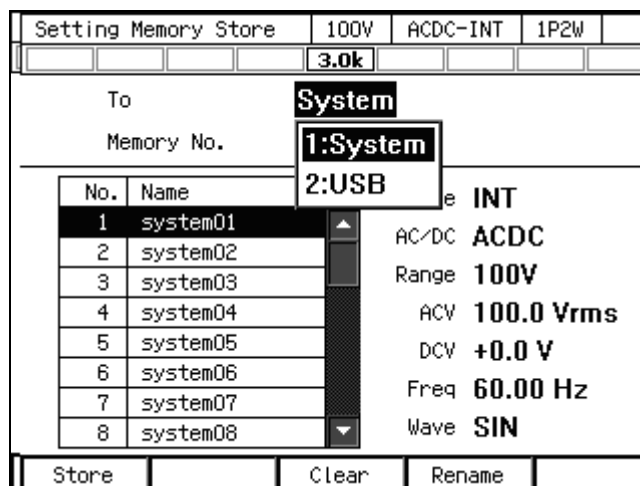 Setting Memory Store 100V ACDC-INT 1P2W
3.0k
To System
Memory No. 1:System
2:USB
No. Name e INT
1 system01
2 system02 AC/DC ACDC
3 system03 Range 100V
4 system04 ACV 100.0 Vrms
5 system05 DCV +0.0 V
6 system06 Freq 60.00 Hz
7 system07
8 system08 Wave SIN
Store Clear Rename